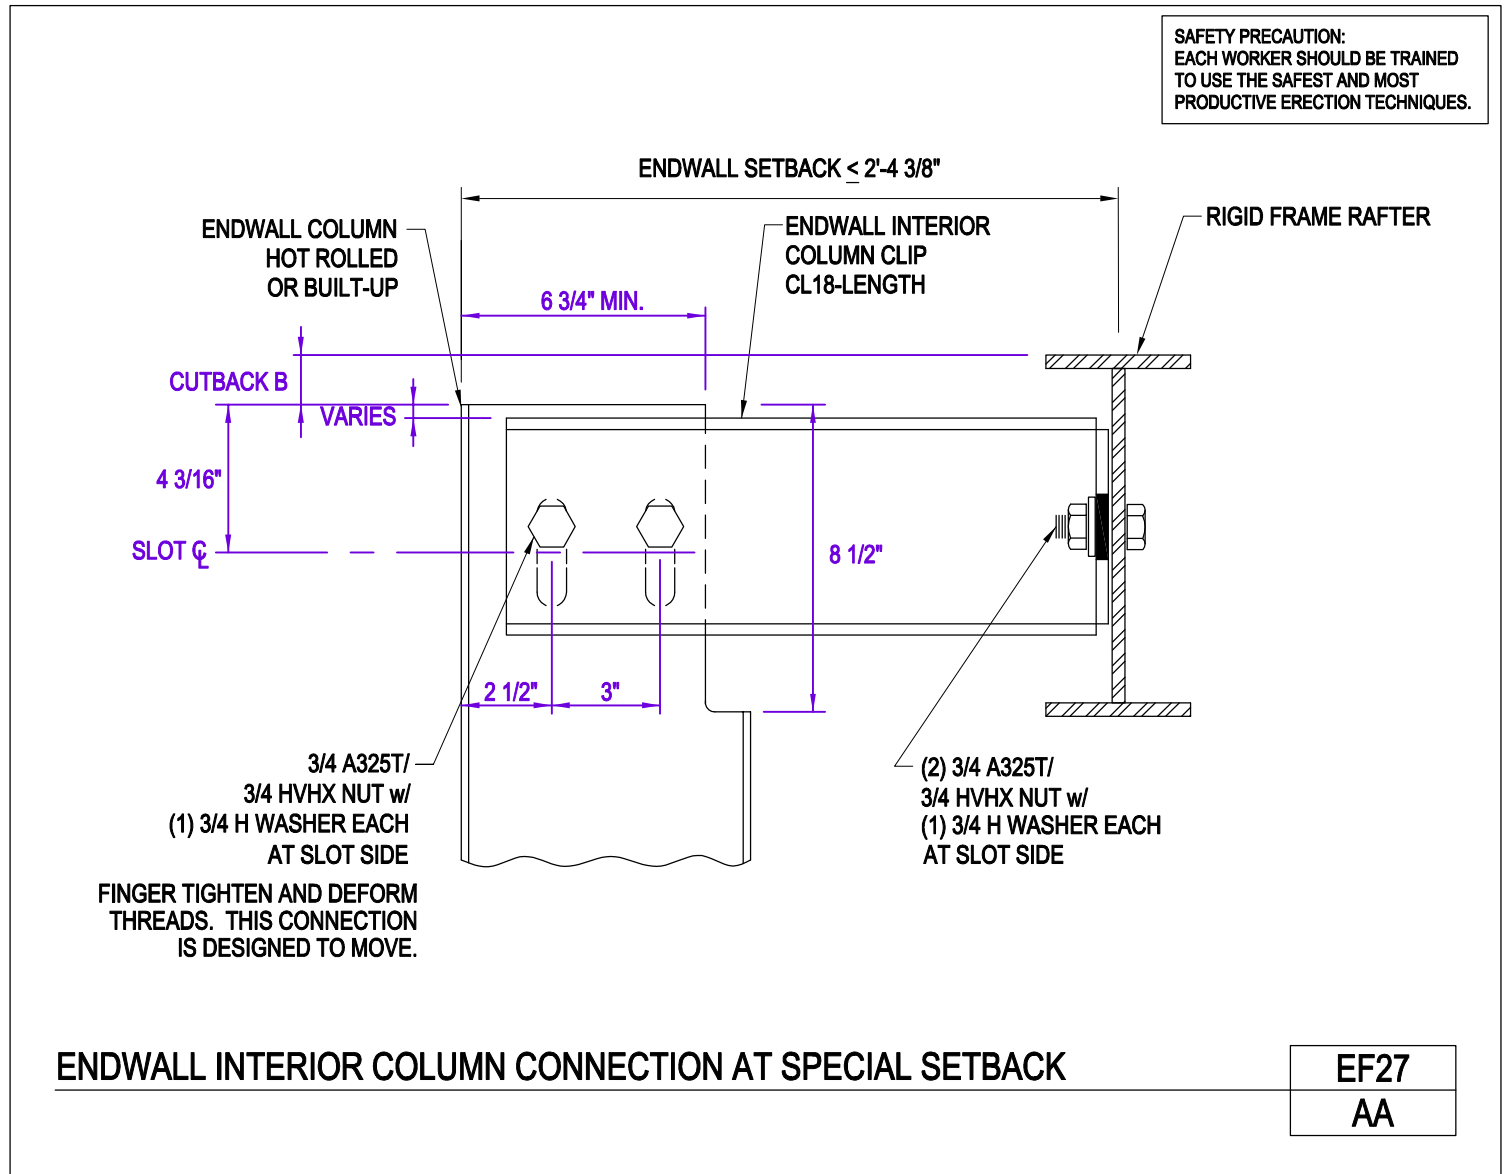 SAFETY PRECAUTION:
EACH WORKER SHOULD BE TRAINED
TO USE THE SAFEST AND MOST
PRODUCTIVE ERECTION TECHNIQUES.
ENDWALL SETBACK ≤ 2'-4 3/8"
ENDWALL COLUMN
HOT ROLLED
OR BUILT-UP
ENDWALL INTERIOR
COLUMN CLIP
CL18-LENGTH
RIGID FRAME RAFTER
6 3/4" MIN.
CUTBACK B
VARIES
4 3/16"
SLOT ℄
8 1/2"
2 1/2"
3"
3/4 A325T/
3/4 HVHX NUT w/
(1) 3/4 H WASHER EACH
AT SLOT SIDE
FINGER TIGHTEN AND DEFORM
THREADS. THIS CONNECTION
IS DESIGNED TO MOVE.
(2) 3/4 A325T/
3/4 HVHX NUT w/
(1) 3/4 H WASHER EACH
AT SLOT SIDE
ENDWALL INTERIOR COLUMN CONNECTION AT SPECIAL SETBACK
EF27
AA